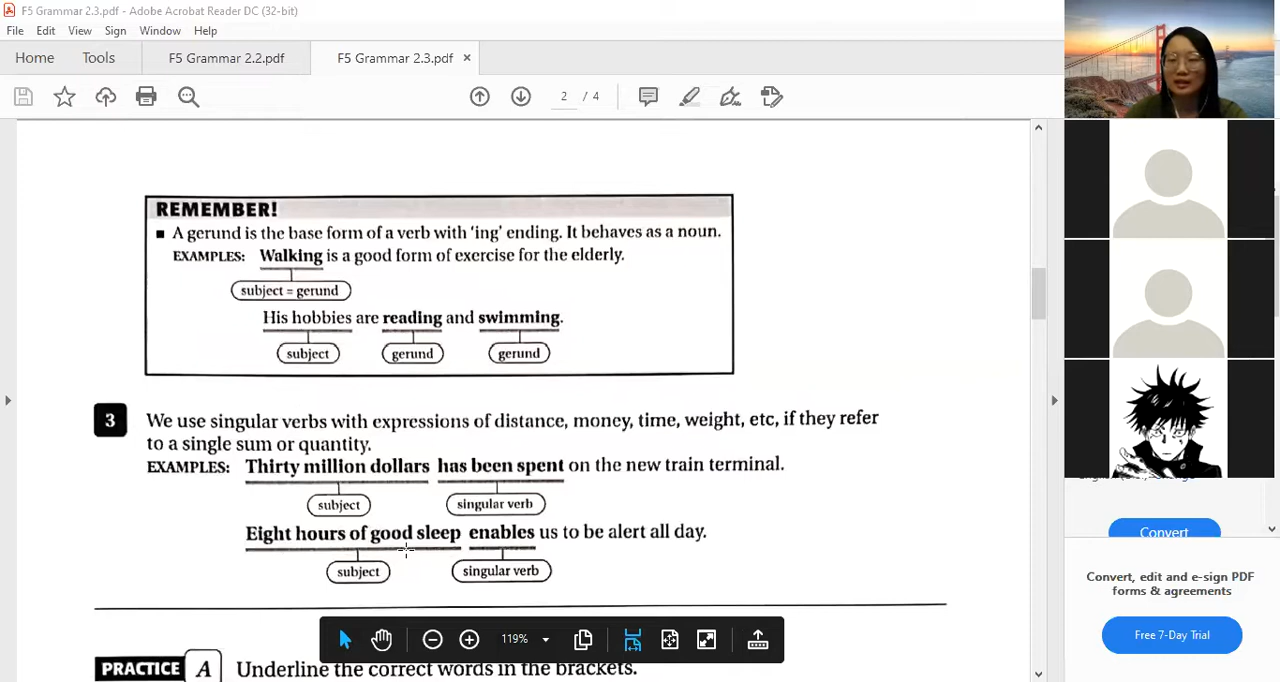 F5 Grammar 2.3.pdf - Adobe Acrobat Reader DC (32-bit)
File Edit View Sign Window Help
Home Tools F5 Grammar 2.2.pdf F5 Grammar 2.3.pdf ×
2 / 4
REMEMBER!
■ A gerund is the base form of a verb with 'ing' ending. It behaves as a noun.
EXAMPLES: Walking is a good form of exercise for the elderly.
subject = gerund
His hobbies are reading and swimming.
subject gerund gerund
3 We use singular verbs with expressions of distance, money, time, weight, etc, if they refer
to a single sum or quantity.
EXAMPLES: Thirty million dollars has been spent on the new train terminal.
subject singular verb
Eight hours of good sleep enables us to be alert all day.
subject singular verb
119%
PRACTICE A Underline the correct words in the brackets.
Convert
Convert, edit and e-sign PDF
forms & agreements
Free 7-Day Trial